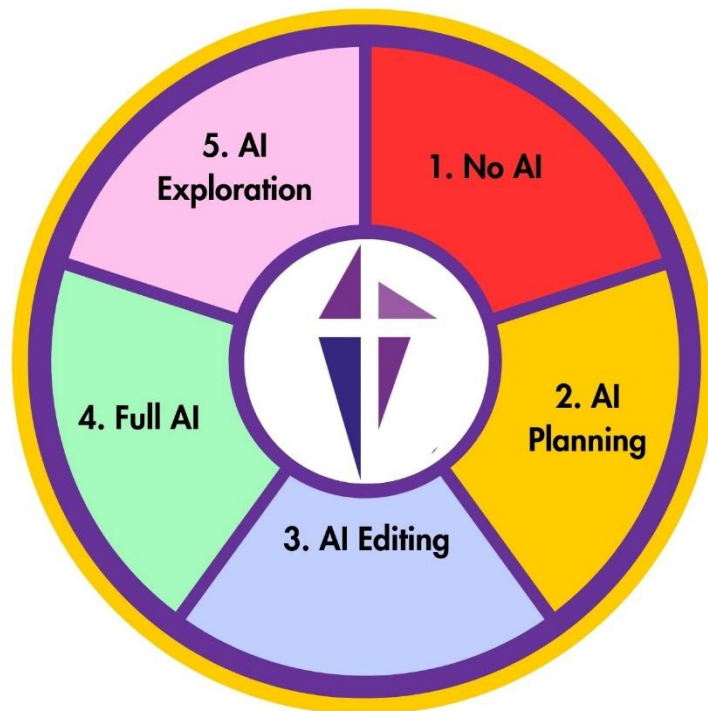 1. No AI
2. AI
Planning
3. AI Editing
4. Full AI
5. AI
Exploration